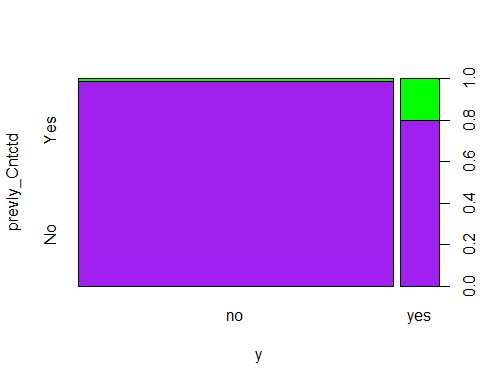 prevly_Cntctd
Yes
No
1.0
0.8
0.6
0.4
0.2
0.0
no
yes
y